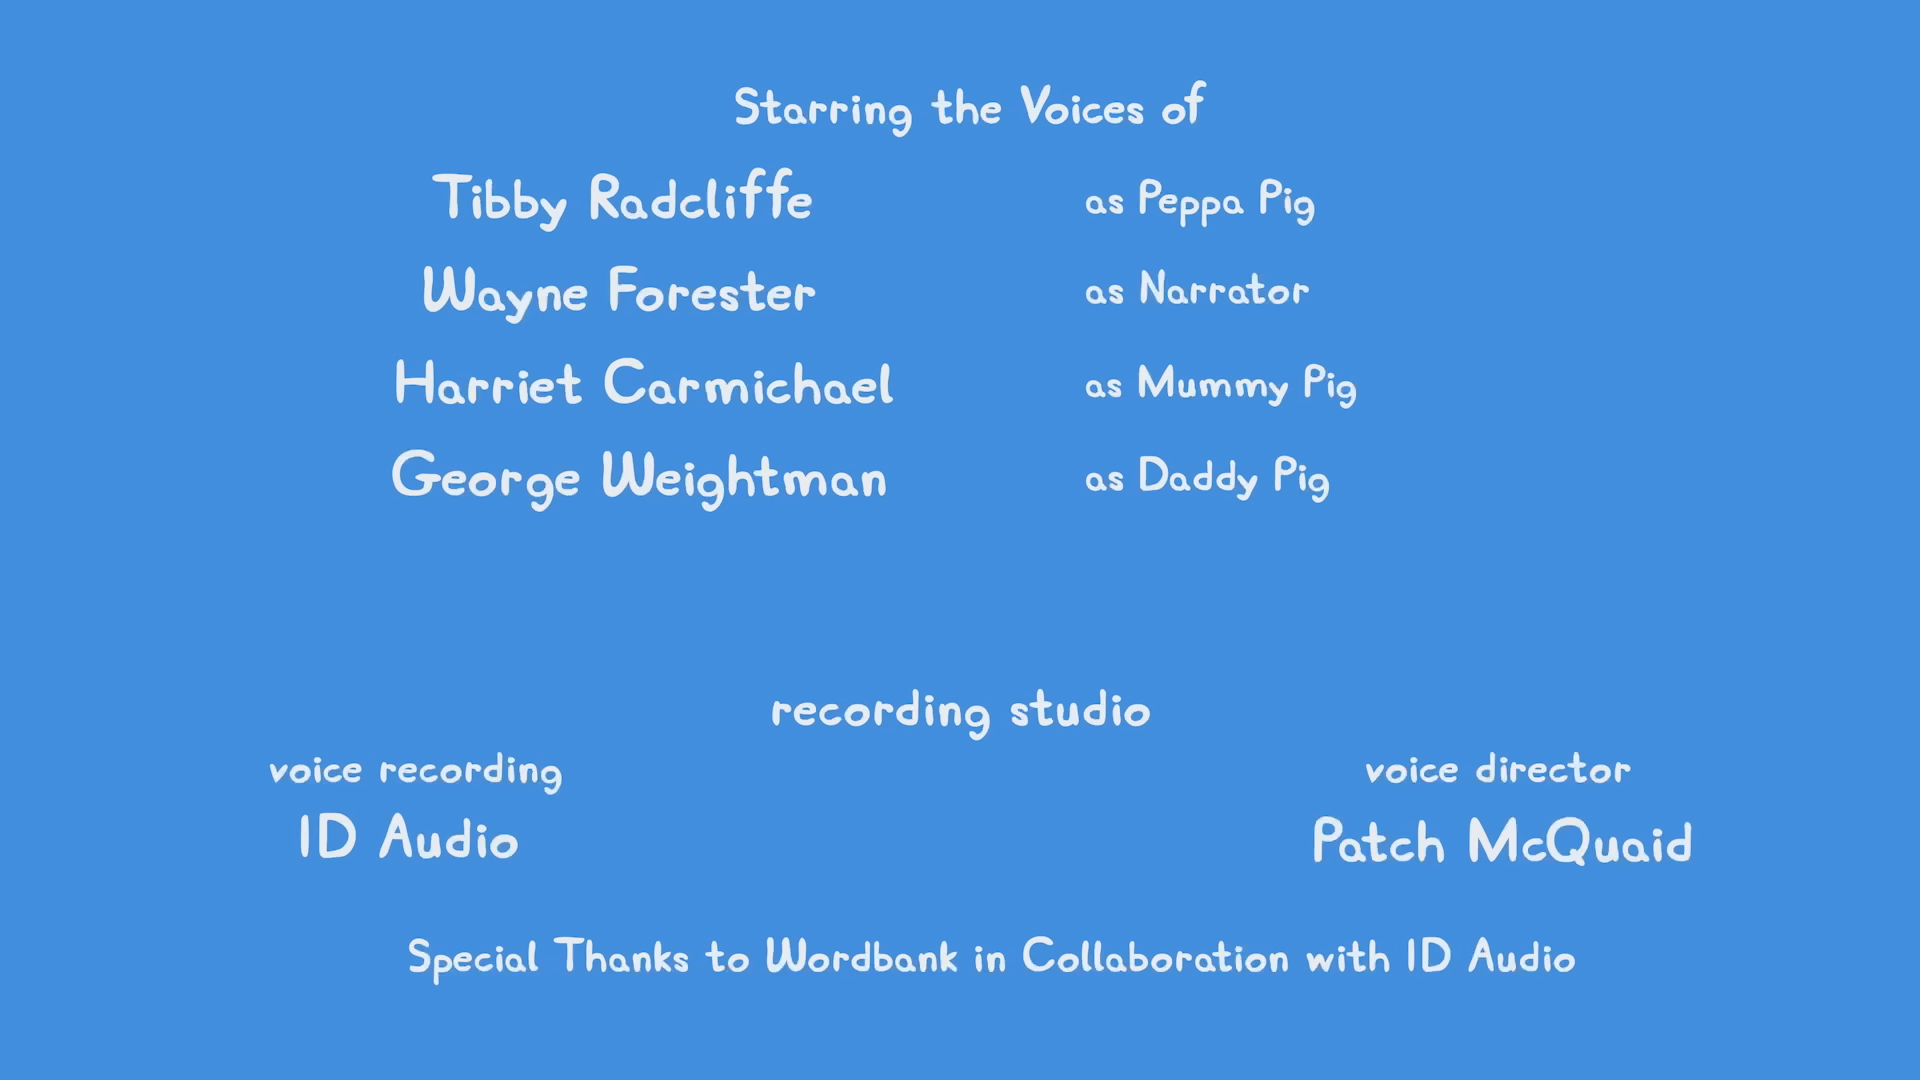 Starring the Voices of
Tibby Radcliffe as Peppa Pig
Wayne Forester as Narrator
Harriet Carmichael as Mummy Pig
George Weightman as Daddy Pig
recording studio
voice recording voice director
ID Audio Patch McQuaid
Special Thanks to Wordbank in Collaboration with ID Audio